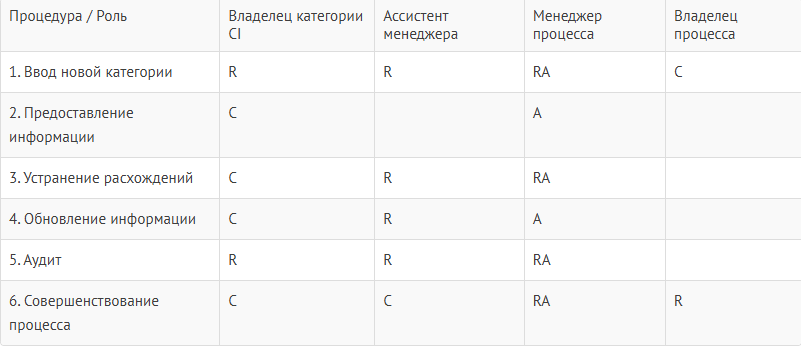 Процедура / Роль Владелец категории CI Ассистент менеджера Менеджер процесса Владелец процесса
1. Ввод новой категории R R RA C
2. Предоставление информации C A
3. Устранение расхождений C R RA
4. Обновление информации C R A
5. Аудит R R RA
6. Совершенствование процесса C C RA R